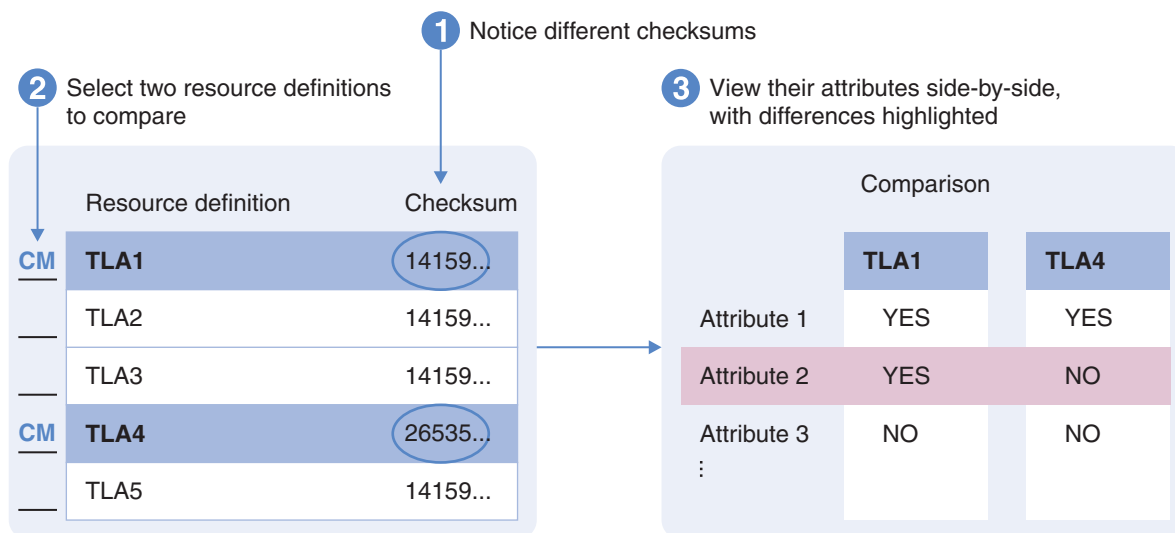 1 Notice different checksums
2 Select two resource definitions
to compare
3 View their attributes side-by-side,
with differences highlighted
Resource definition Checksum
CM TLA1 14159...
TLA2 14159...
TLA3 14159...
CM TLA4 26535...
TLA5 14159...
Comparison
TLA1 TLA4
Attribute 1 YES YES
Attribute 2 YES NO
Attribute 3 NO NO
⋮